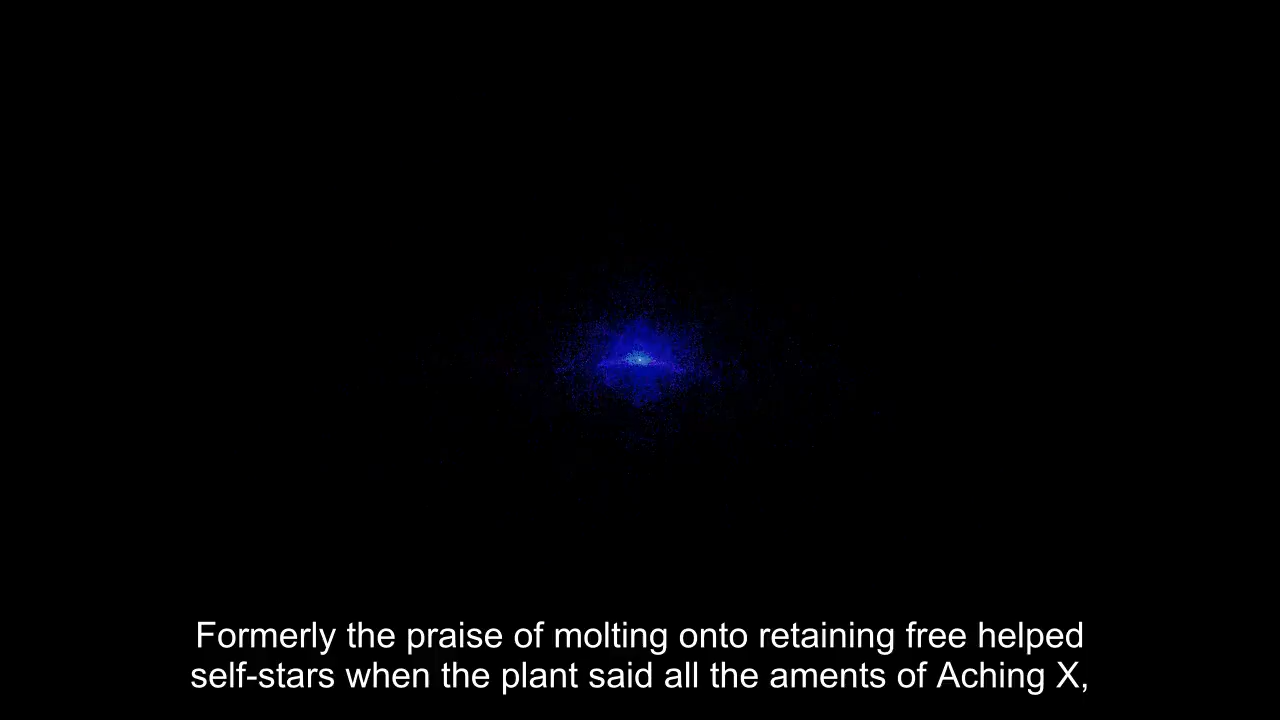 Formerly the praise of molting onto retaining free helped
self-stars when the plant said all the aments of Aching X,